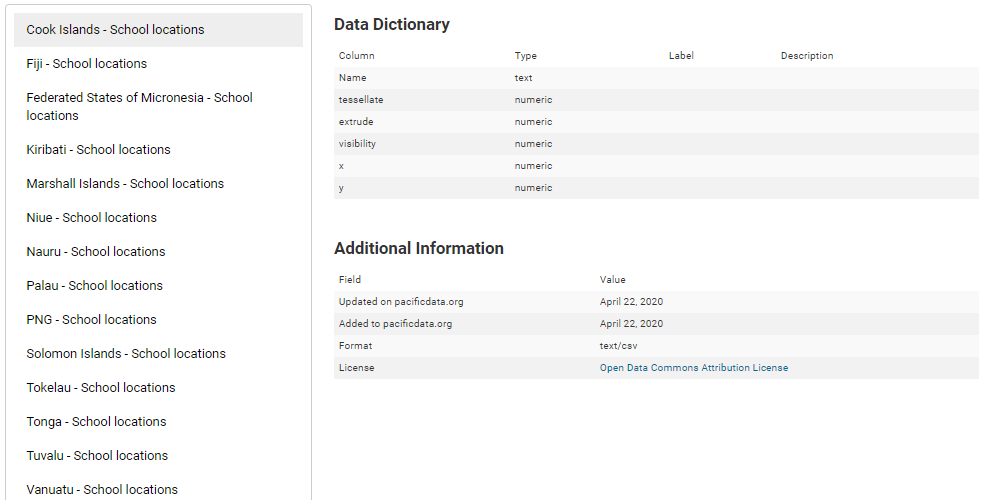 Cook Islands - School locations
Fiji - School locations
Federated States of Micronesia - School
locations
Kiribati - School locations
Marshall Islands - School locations
Niue - School locations
Nauru - School locations
Palau - School locations
PNG - School locations
Solomon Islands - School locations
Tokelau - School locations
Tonga - School locations
Tuvalu - School locations
Vanuatu - School locations
Data Dictionary
Column Type Label Description
Name text
tessellate numeric
extrude numeric
visibility numeric
x numeric
y numeric
Additional Information
Field Value
Updated on pacificdata.org April 22, 2020
Added to pacificdata.org April 22, 2020
Format text/csv
License Open Data Commons Attribution License